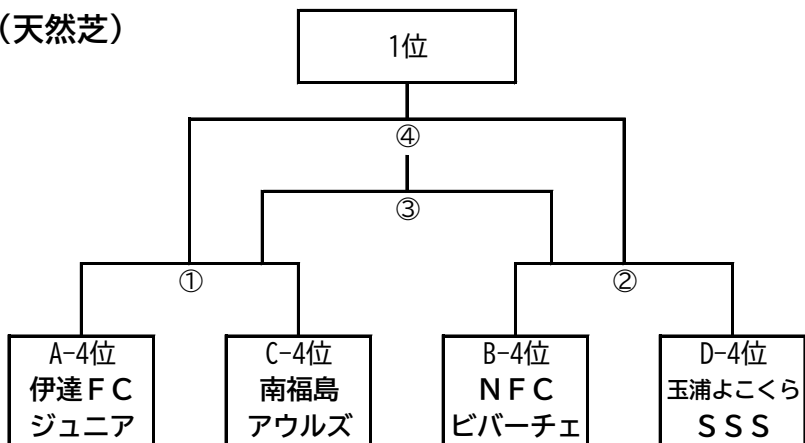 (天然芝)
1位
④
③
①
②
A-4位
伊達FC
ジュニア
C-4位
南福島
アウルズ
B-4位
NFC
ビバーチェ
D-4位
玉浦よこくら
SSS